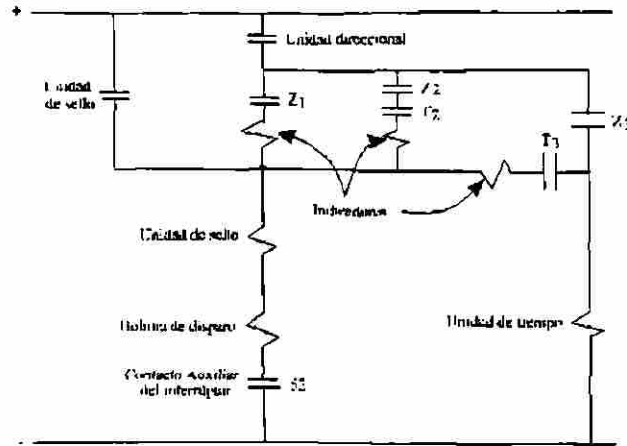 +
Unidad direccional
Unidad
de sello
Z1
Z2
T2
Z3
T3
Indicadores
Unidad de sello
Bobina de disparo
Unidad de tiempo
Contacto Auxiliar
del interruptor
52
-